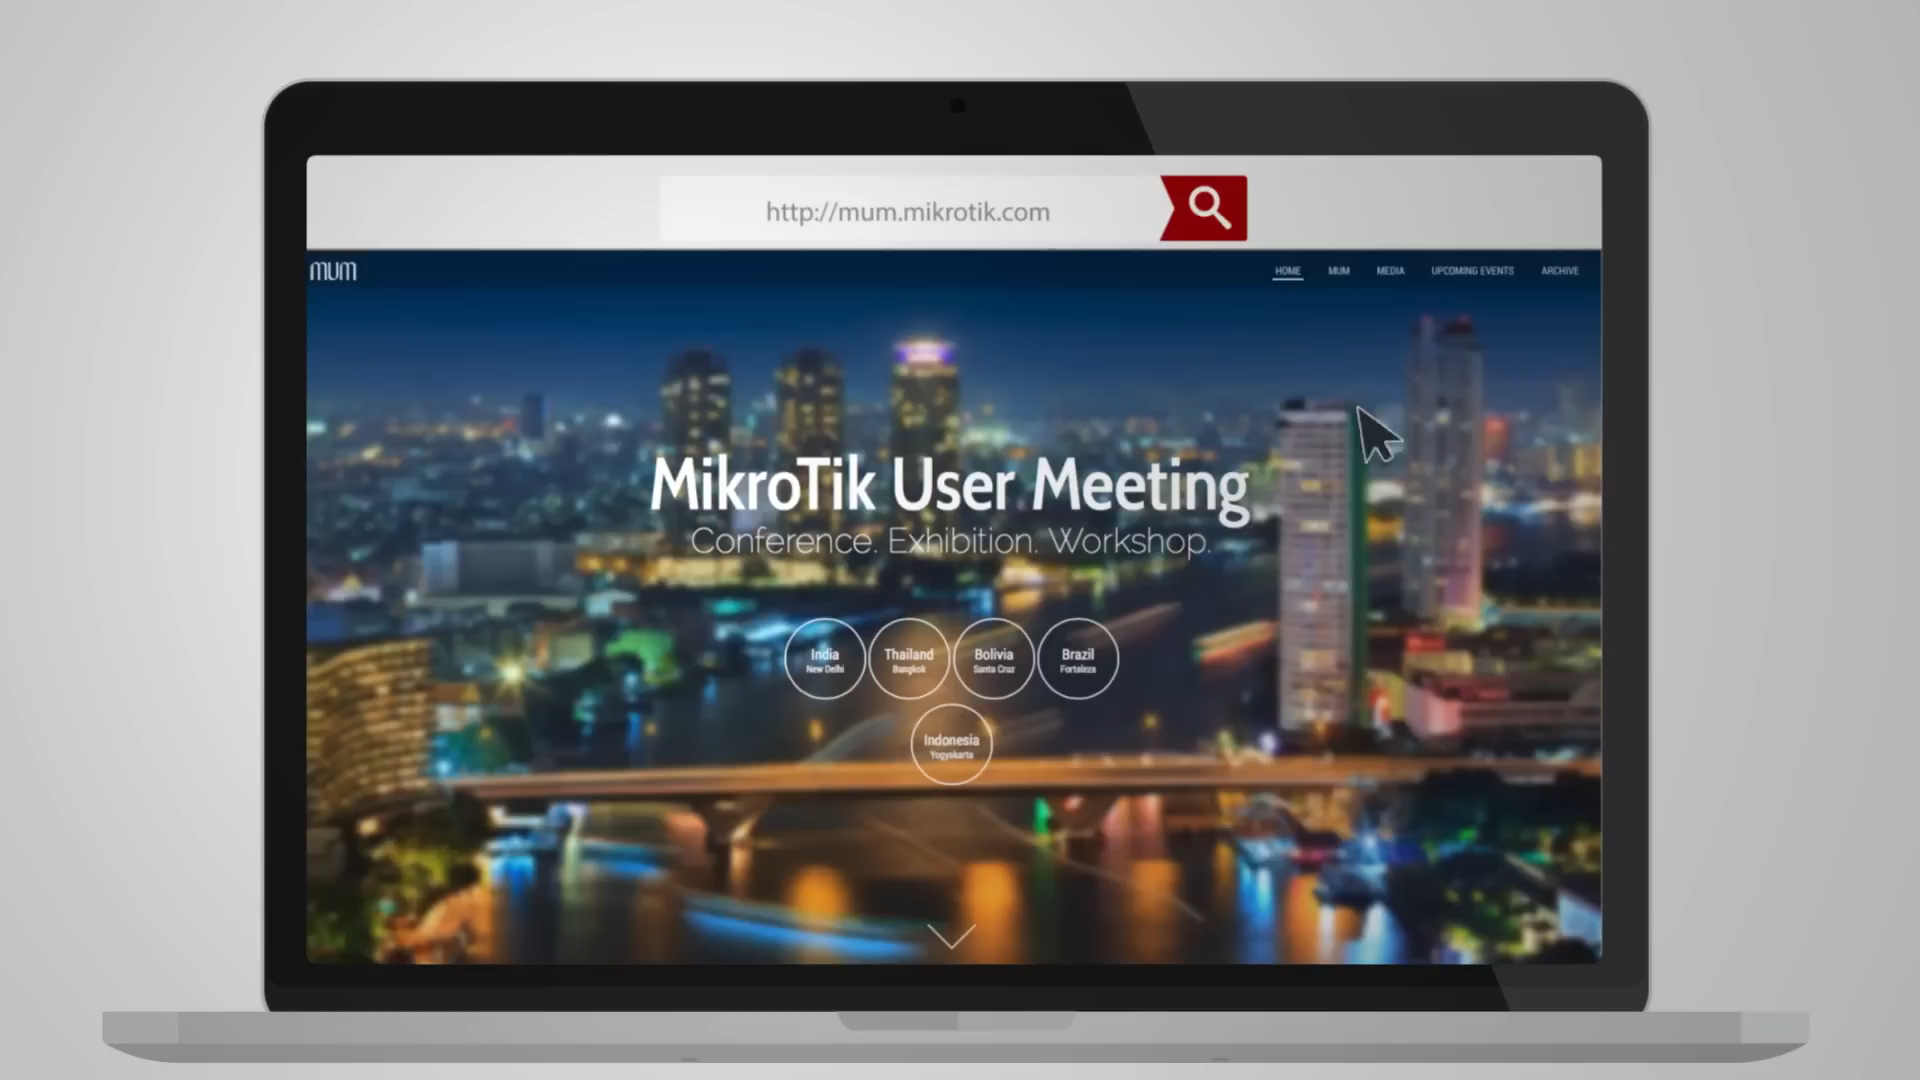 http://mum.mikrotik.com
mum
HOME MUM MEDIA UPCOMING EVENTS ARCHIVE
MikroTik User Meeting
Conference. Exhibition. Workshop.
India
New Delhi
Thailand
Bangkok
Bolivia
Santa Cruz
Brazil
Fortaleza
Indonesia
Yogyakarta